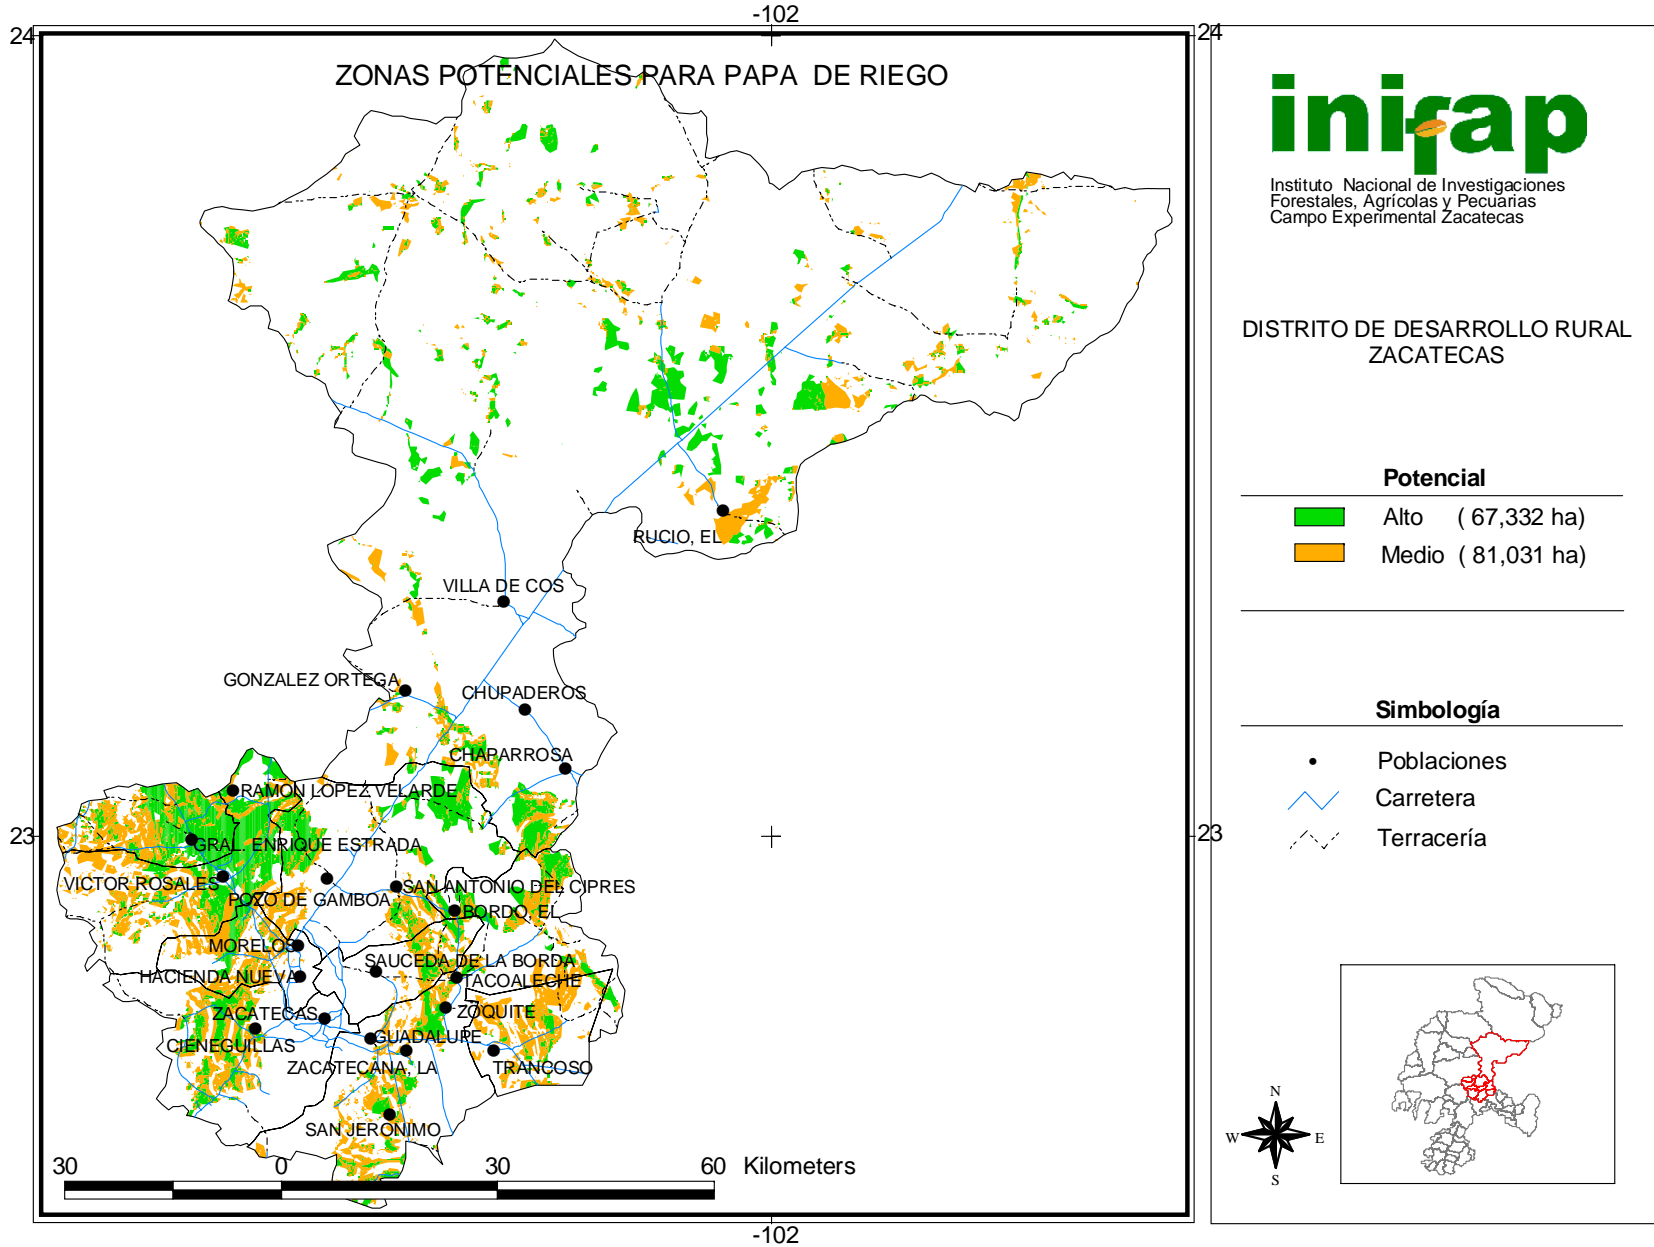 -102
24
24
ZONAS POTENCIALES PARA PAPA DE RIEGO
inifap
Instituto Nacional de Investigaciones
Forestales, Agrícolas y Pecuarias
Campo Experimental Zacatecas
DISTRITO DE DESARROLLO RURAL
ZACATECAS
Potencial
Alto ( 67,332 ha)
Medio ( 81,031 ha)
RUCIO, EL
VILLA DE COS
GONZALEZ ORTEGA
CHUPADEROS
CHAPARROSA
RAMON LOPEZ VELARDE
23
23
GRAL. ENRIQUE ESTRADA
VICTOR ROSALES
SAN ANTONIO DEL CIPRES
POZO DE GAMBOA
BORDO, EL
MORELOS
SAUCEDA DE LA BORDA
HACIENDA NUEVA
TACOALECHE
ZACATECAS
ZOQUITE
GUADALUPE
CIENEGUILLAS
ZACATECANA, LA
TRANCOSO
SAN JERONIMO
Simbología
Poblaciones
Carretera
Terracería
N
W
E
S
30 0 30 60 Kilometers
-102